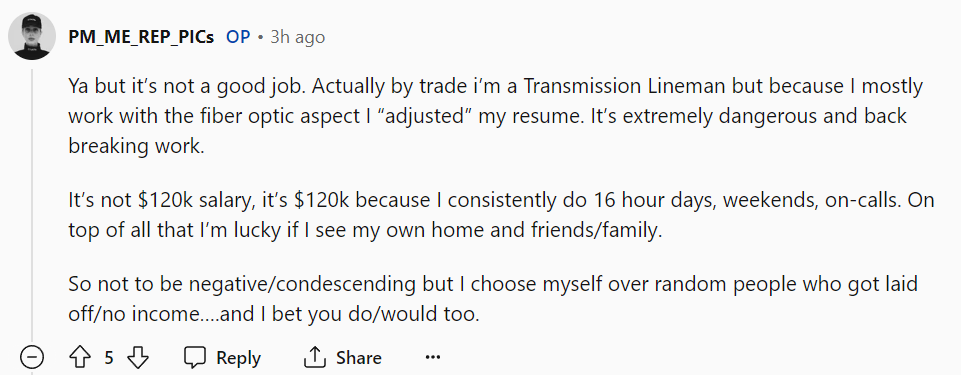 PM_ME_REP_PICs OP • 3h ago
Ya but it’s not a good job. Actually by trade i’m a Transmission Lineman but because I mostly
work with the fiber optic aspect I “adjusted” my resume. It’s extremely dangerous and back
breaking work.
It’s not $120k salary, it’s $120k because I consistently do 16 hour days, weekends, on-calls. On
top of all that I’m lucky if I see my own home and friends/family.
So not to be negative/condescending but I choose myself over random people who got laid
off/no income....and I bet you do/would too.
5 Reply Share ...